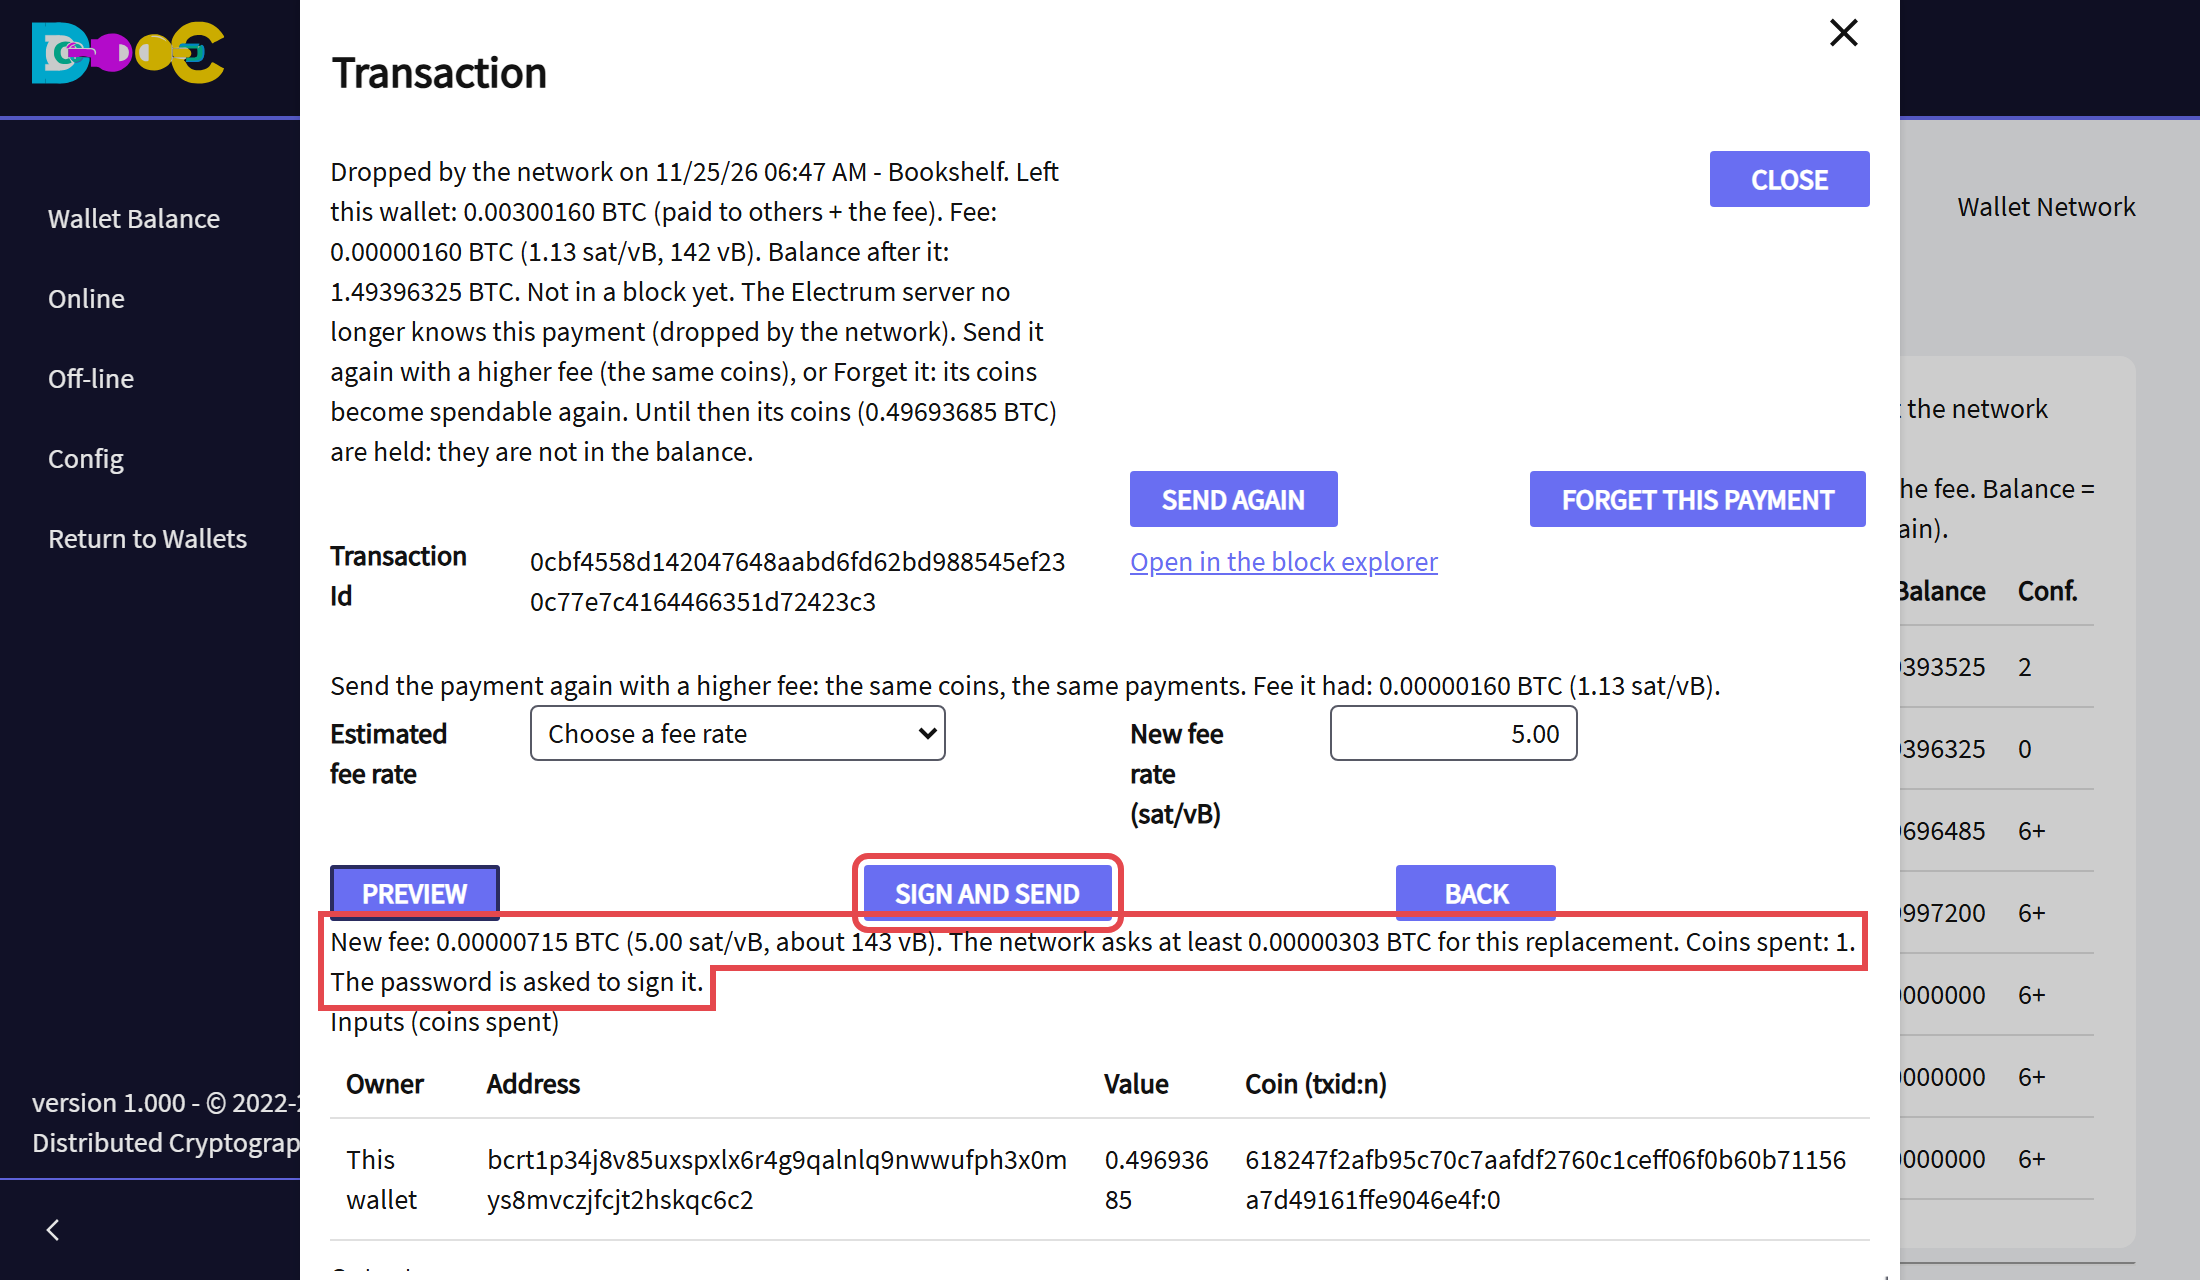 Transaction
Dropped by the network on 11/25/26 06:47 AM - Bookshelf. Left
this wallet: 0.00300160 BTC (paid to others + the fee). Fee:
0.00000160 BTC (1.13 sat/vB, 142 vB). Balance after it:
1.49396325 BTC. Not in a block yet. The Electrum server no
longer knows this payment (dropped by the network). Send it
again with a higher fee (the same coins), or Forget it: its coins
become spendable again. Until then its coins (0.49693685 BTC)
are held: they are not in the balance.
CLOSE
SEND AGAIN
FORGET THIS PAYMENT
Transaction
Id
0cbf4558d142047648aabd6fd62bd988545ef23
0c77e7c4164466351d72423c3
Open in the block explorer
Send the payment again with a higher fee: the same coins, the same payments. Fee it had: 0.00000160 BTC (1.13 sat/vB).
Estimated
fee rate
Choose a fee rate
New fee
rate
(sat/vB)
5.00
PREVIEW
SIGN AND SEND
BACK
New fee: 0.00000715 BTC (5.00 sat/vB, about 143 vB). The network asks at least 0.00000303 BTC for this replacement. Coins spent: 1.
The password is asked to sign it.
Inputs (coins spent)
Owner Address Value Coin (txid:n)
This
wallet
bcrt1p34j8v85uxspxlx6r4g9qalnlq9nwwufph3x0m
ys8mvczjfcjt2hskqc6c2
0.496936
85
618247f2afb95c70c7aafdf2760c1ceff06f0b60b71156
a7d49161ffe9046e4f:0
Wallet Balance
Online
Off-line
Config
Return to Wallets
version 1.000 - © 2022-
Distributed Cryptograp
Wallet Network
the network
he fee. Balance =
ain).
Balance Conf.
393525 2
396325 0
696485 6+
997200 6+
000000 6+
000000 6+
000000 6+